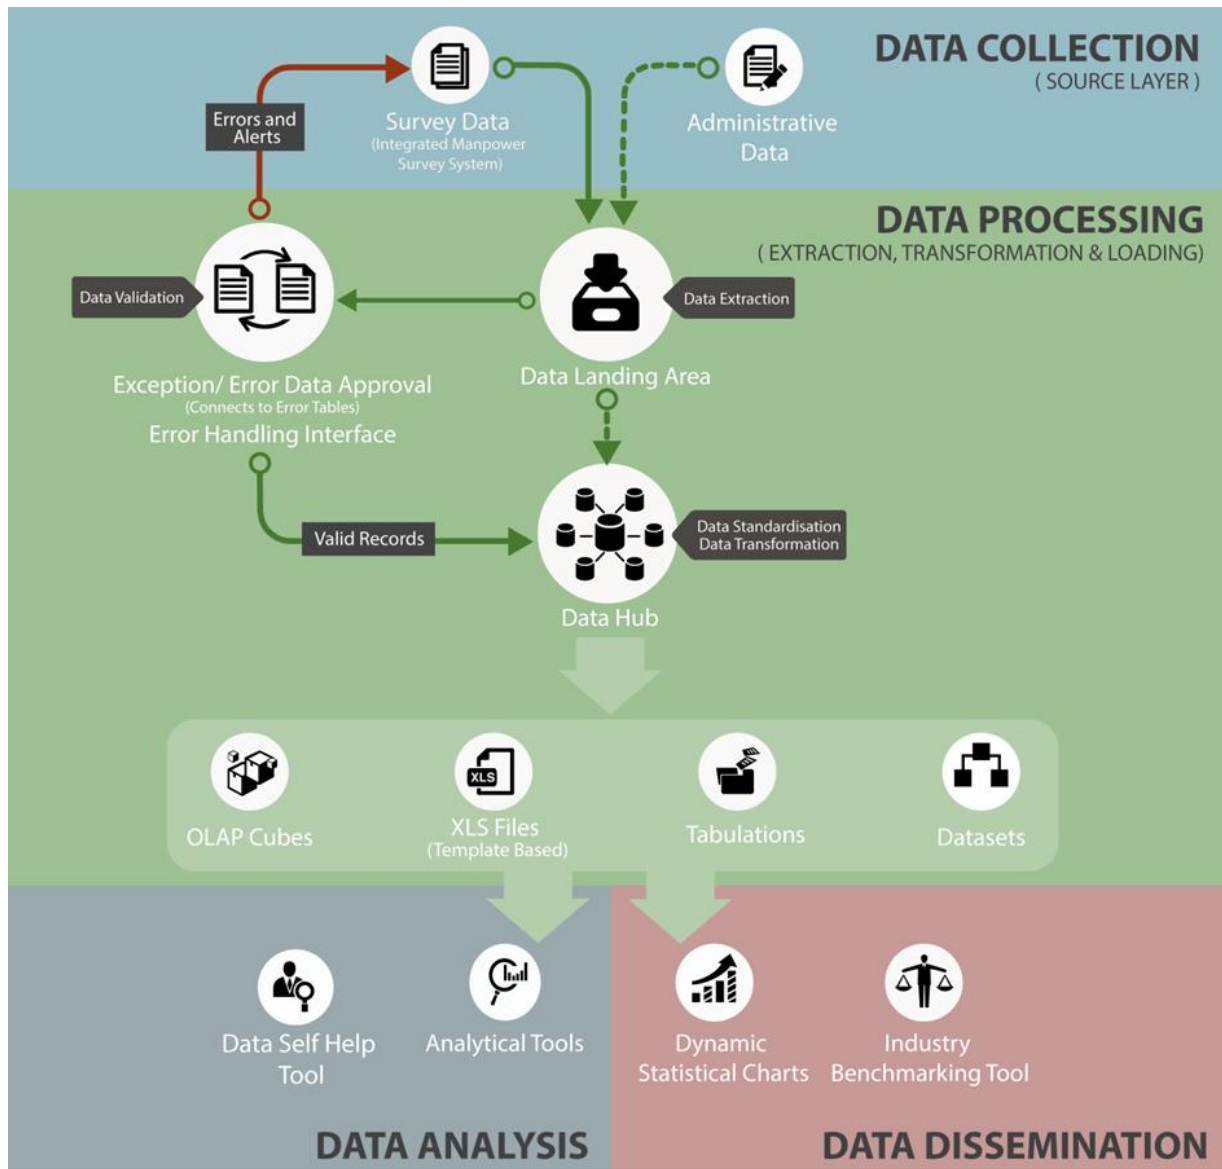 DATA COLLECTION
( SOURCE LAYER )
Errors and
Alerts
Survey Data
(Integrated Manpower
Survey System)
Administrative
Data
DATA PROCESSING
( EXTRACTION, TRANSFORMATION & LOADING)
Data Validation
Data Extraction
Exception/ Error Data Approval
(Connects to Error Tables)
Error Handling Interface
Data Landing Area
Valid Records
Data Standardisation
Data Transformation
Data Hub
OLAP Cubes
XLS
XLS Files
(Template Based)
Tabulations
Datasets
Data Self Help
Tool
Analytical Tools
Dynamic
Statistical Charts
Industry
Benchmarking Tool
DATA ANALYSIS
DATA DISSEMINATION